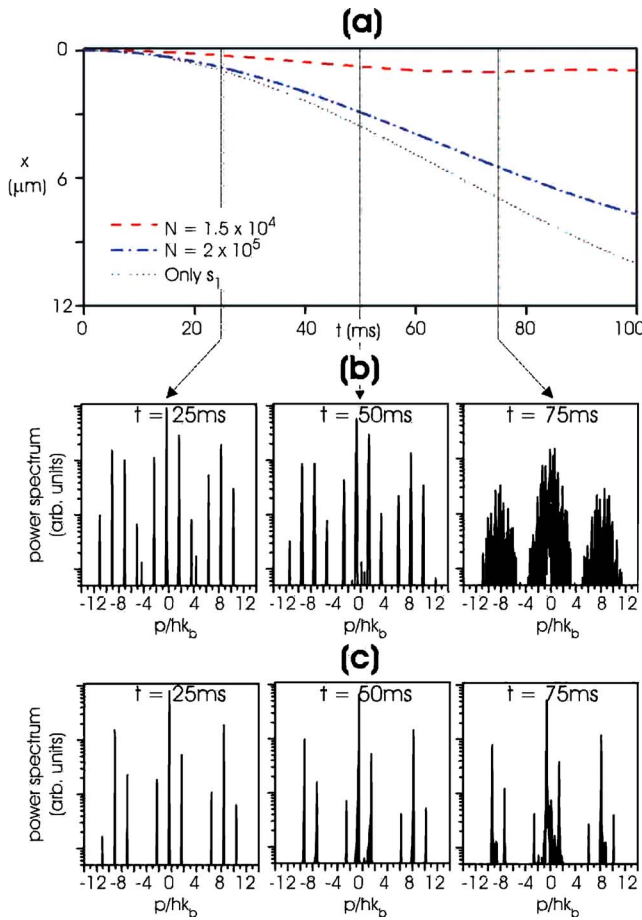 (a)
0
3
x
(μm)
6
N = 1.5 x 10⁴
N = 2 x 10⁵
Only s₁
12
0 20 40 t (ms) 60 80 100
(b)
t = 25ms t = 50ms t = 75ms
power spectrum
(arb. units)
-12 -8 -4 0 4 8 12 -12 -8 -4 0 4 8 12 -12 -8 -4 0 4 8 12
p/hk_b p/hk_b p/hk_b
(c)
t = 25ms t = 50ms t = 75ms
power spectrum
(arb. units)
-12 -8 -4 0 4 8 12 -12 -8 -4 0 4 8 12 -12 -8 -4 0 4 8 12
p/hk_b p/hk_b p/hk_b